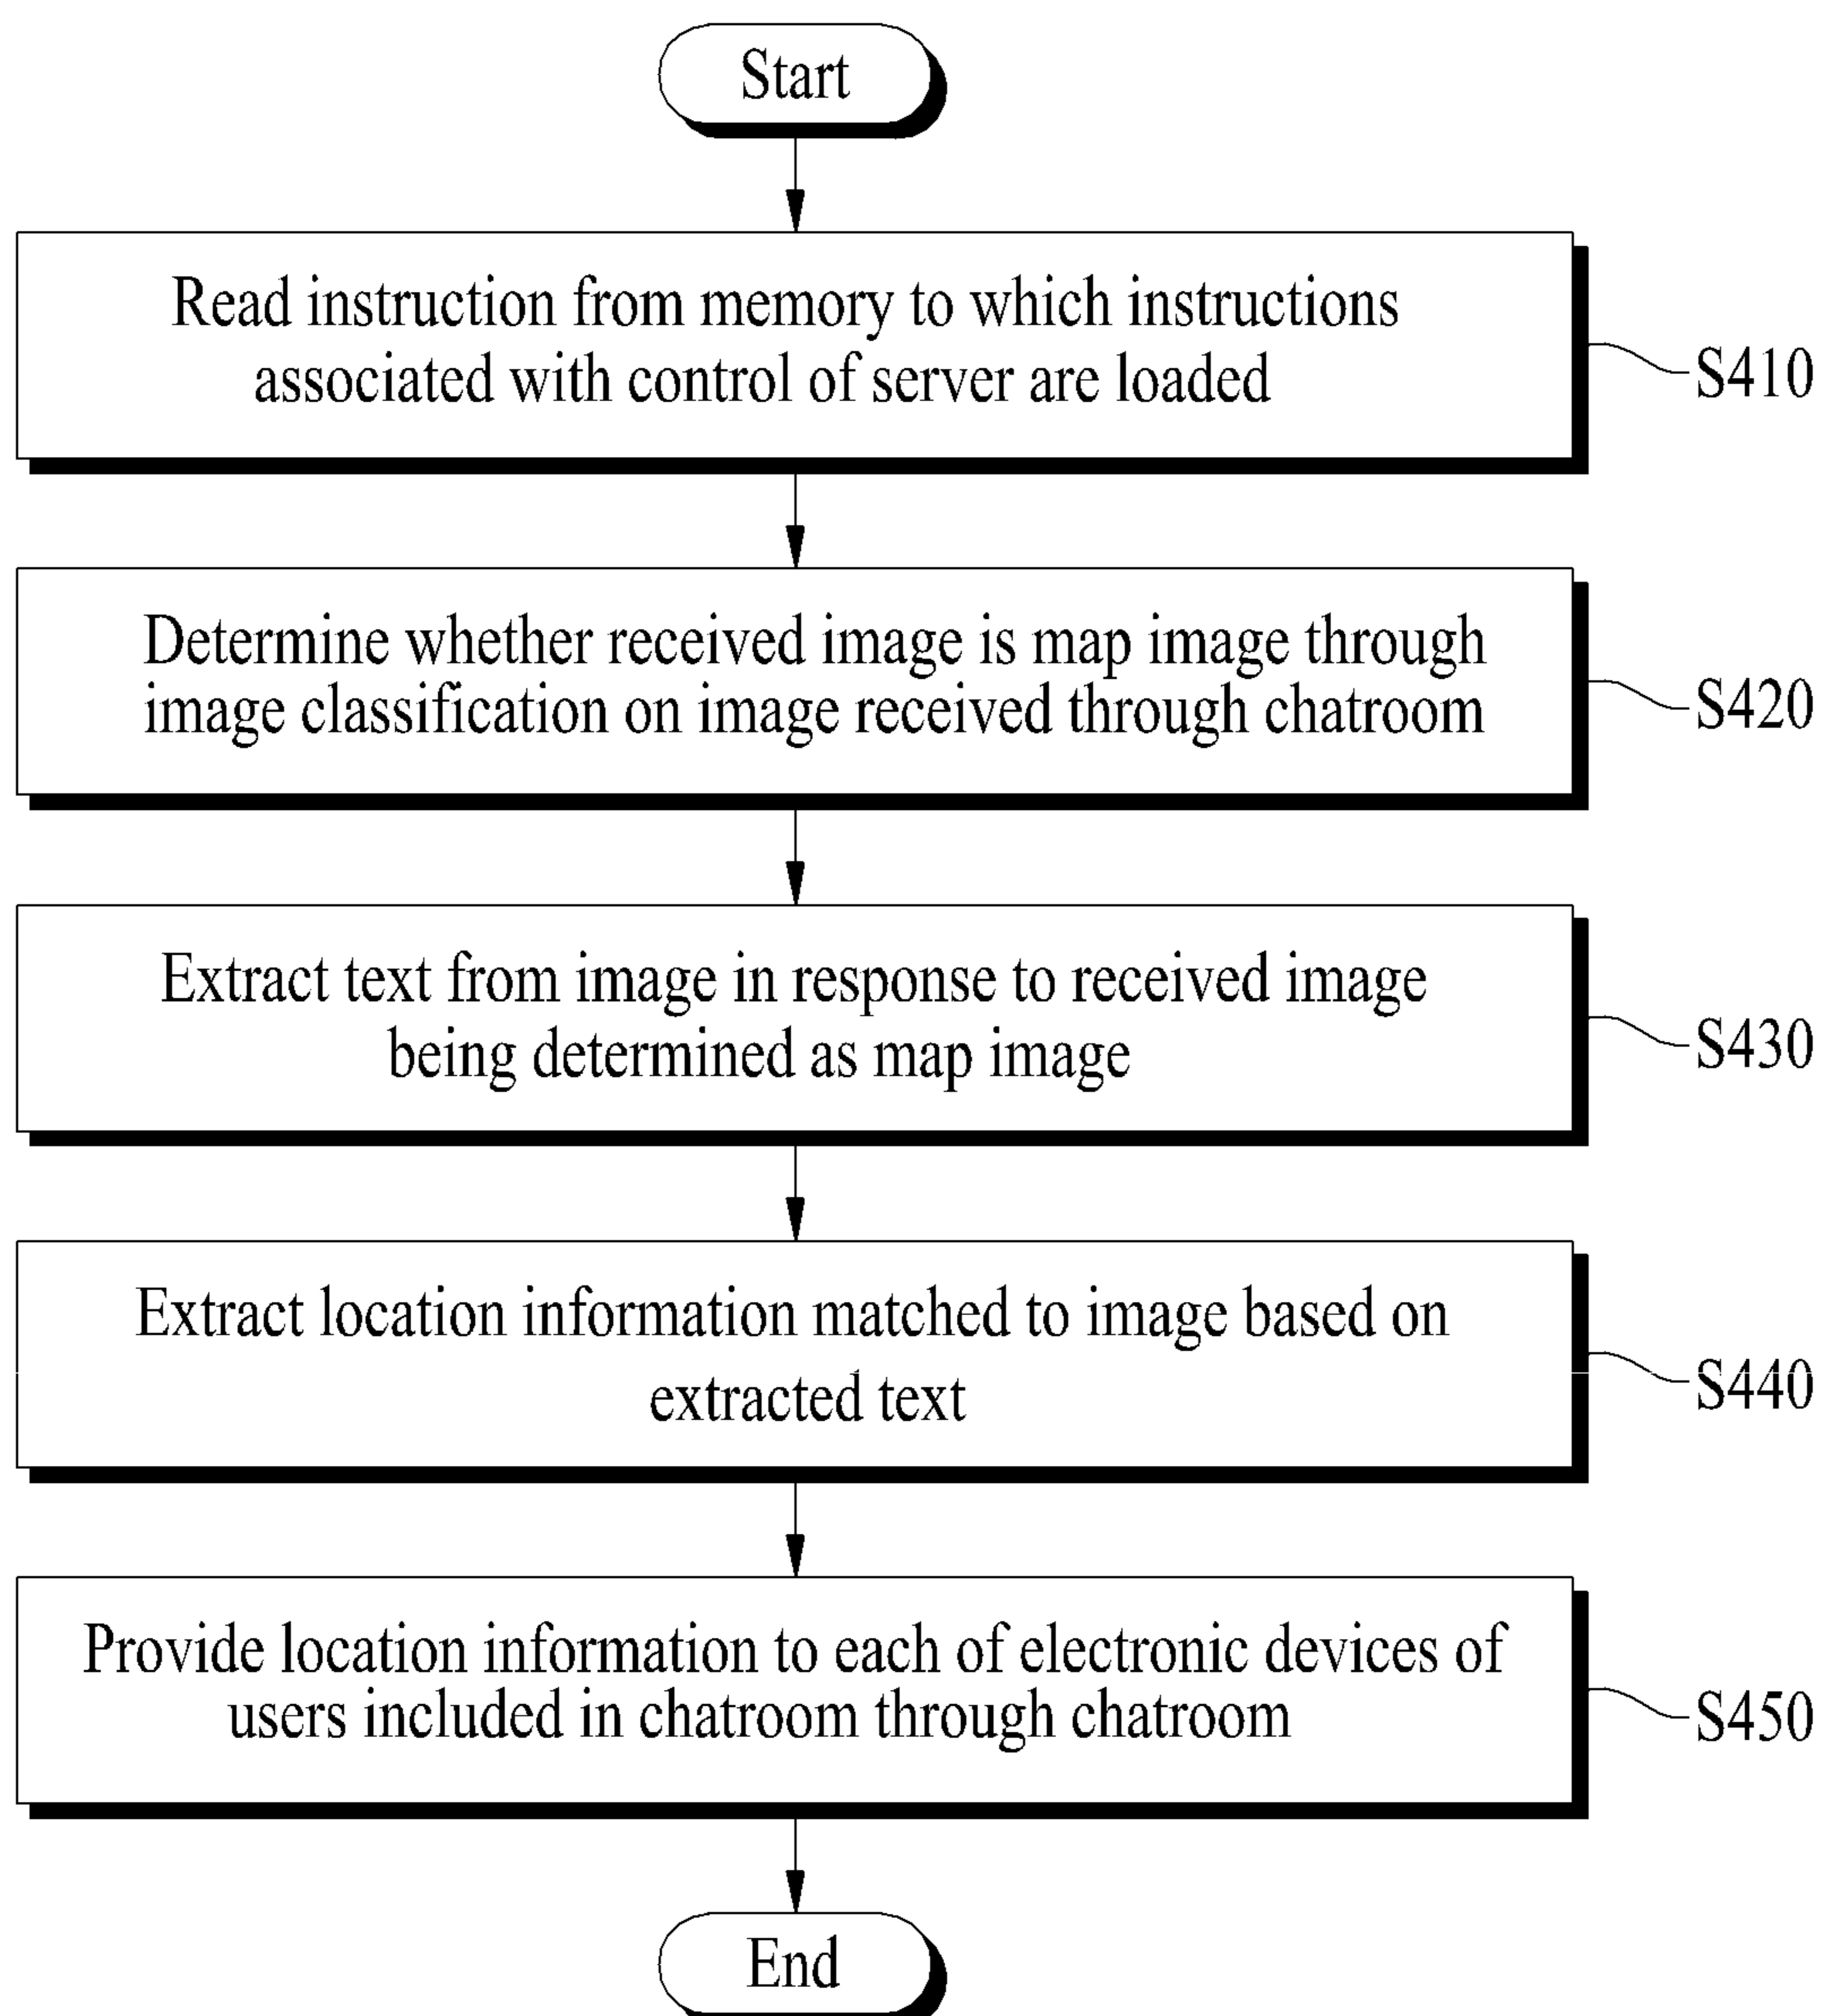 Start
Read instruction from memory to which instructions
associated with control of server are loaded
S410
Determine whether received image is map image through
image classification on image received through chatroom
S420
Extract text from image in response to received image
being determined as map image
S430
Extract location information matched to image based on
extracted text
S440
Provide location information to each of electronic devices of
users included in chatroom through chatroom
S450
End